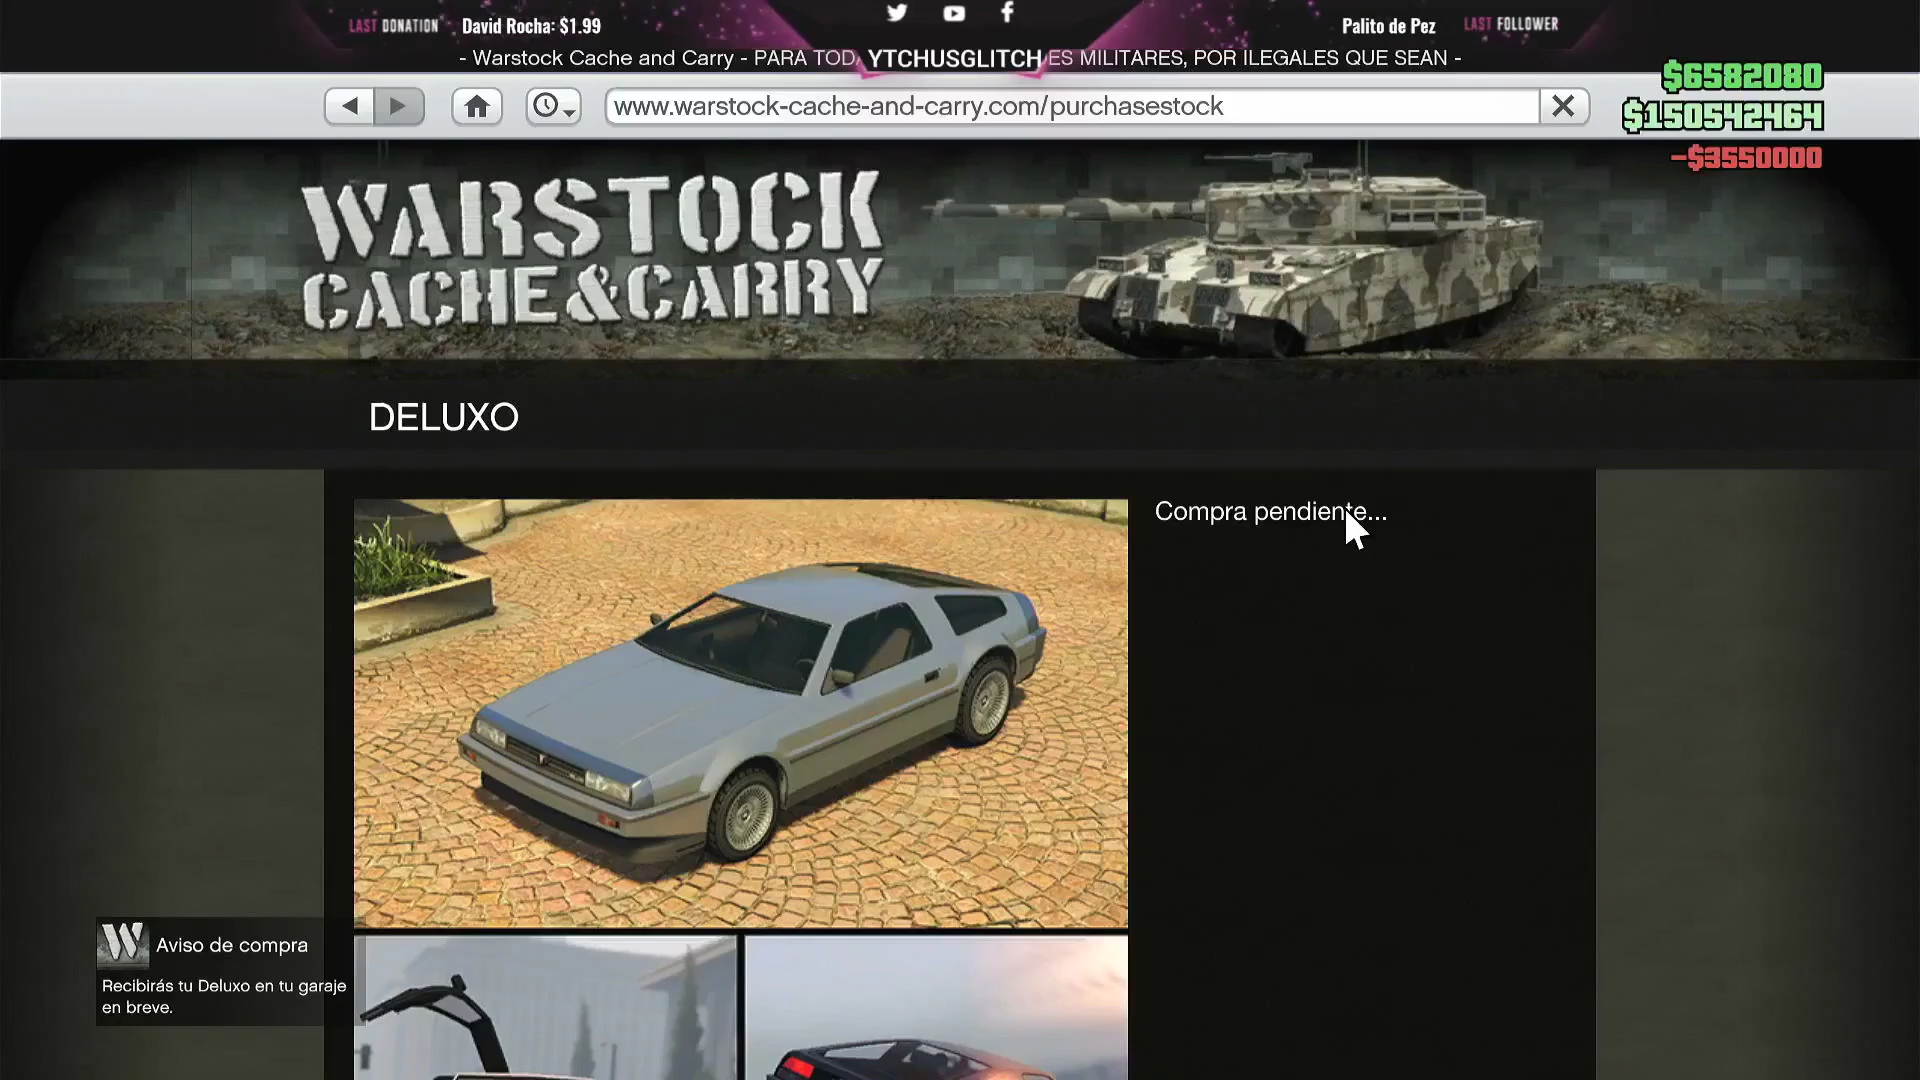 LAST DONATION David Rocha: $1.99
Palito de Pez LAST FOLLOWER
- Warstock Cache and Carry - PARA TOD
YTCHUSGLITCH
ES MILITARES, POR ILEGALES QUE SEAN -
$6582080
www.warstock-cache-and-carry.com/purchasestock
$150542464
-$3550000
WARSTOCK
CACHE&CARRY
DELUXO
Compra pendiente...
W
Aviso de compra
Recibirás tu Deluxo en tu garaje
en breve.